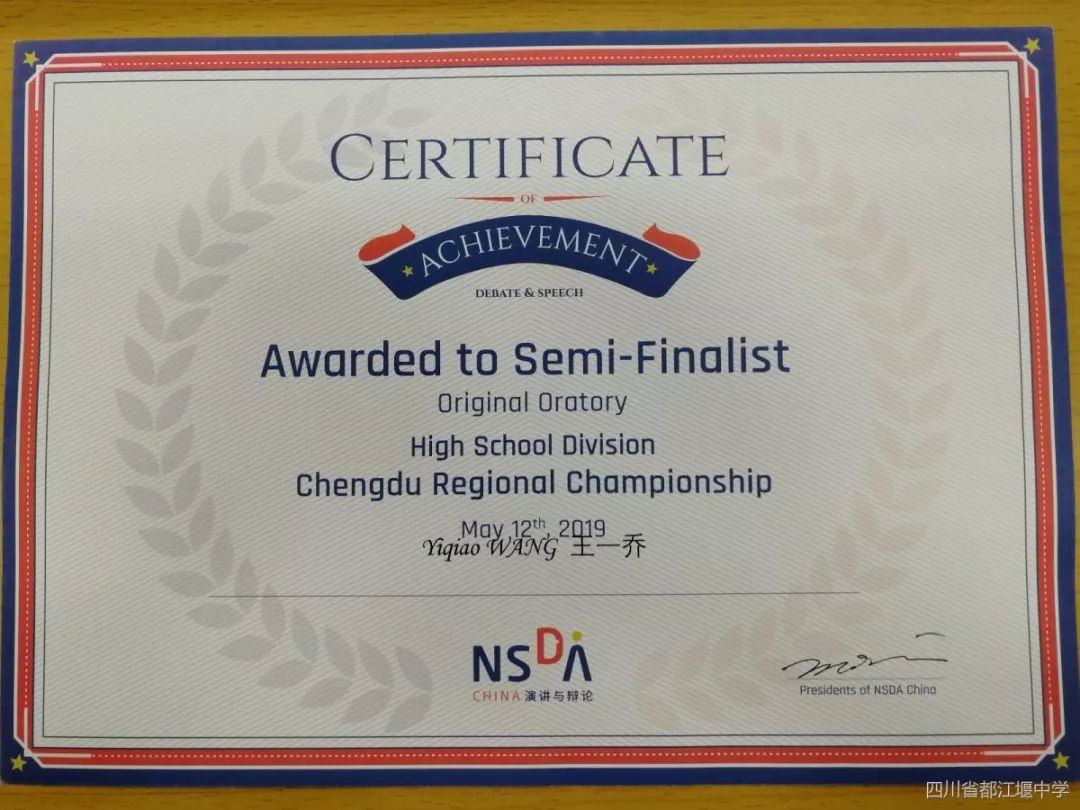 CERTIFICATE
OF
ACHIEVEMENT
DEBATE & SPEECH
Awarded to Semi-Finalist
Original Oratory
High School Division
Chengdu Regional Championship
May 12th, 2019
Yiqiao WANG 王一乔
NSDA
CHINA 演讲与辩论
Presidents of NSDA China
四川省都江堰中学